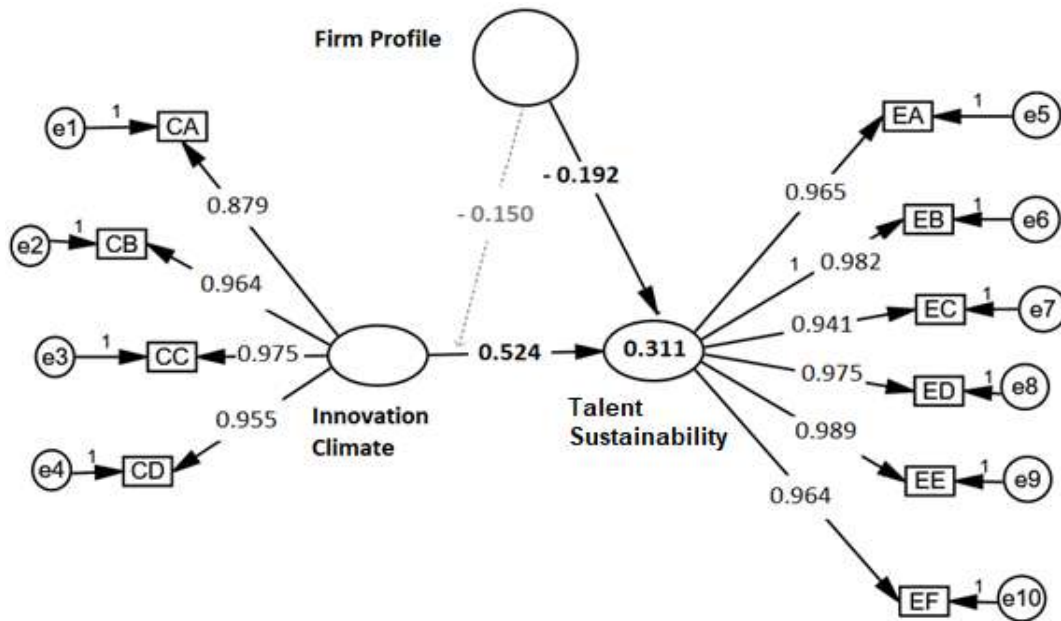 Firm Profile
e1
1
CA
1
EA
e5
0.879
- 0.192
0.965
- 0.150
e2
1
CB
0.964
1
0.982
EB
1
e6
e3
1
CC
0.975
0.524
0.311
0.941
EC
1
e7
0.975
ED
1
e8
Innovation
Climate
Talent
Sustainability
0.955
e4
1
CD
0.989
EE
1
e9
0.964
EF
1
e10